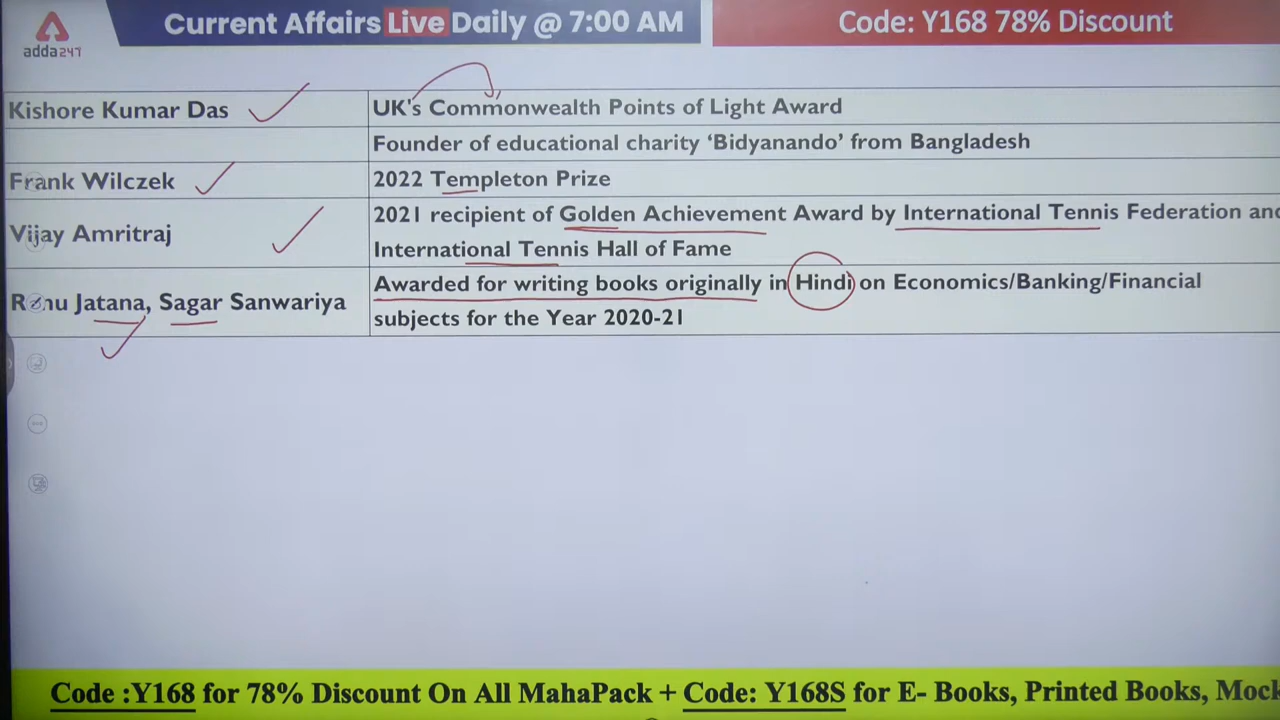 Current Affairs Live Daily @ 7:00 AM
Code: Y168 78% Discount
adda247
Kishore Kumar Das
UK's Commonwealth Points of Light Award
Founder of educational charity ‘Bidyanando’ from Bangladesh
Frank Wilczek
2022 Templeton Prize
Vijay Amritraj
2021 recipient of Golden Achievement Award by International Tennis Federation and
International Tennis Hall of Fame
Renu Jatana, Sagar Sanwariya
Awarded for writing books originally in Hindi on Economics/Banking/Financial
subjects for the Year 2020-21
Code :Y168 for 78% Discount On All MahaPack + Code: Y168S for E- Books, Printed Books, Mock